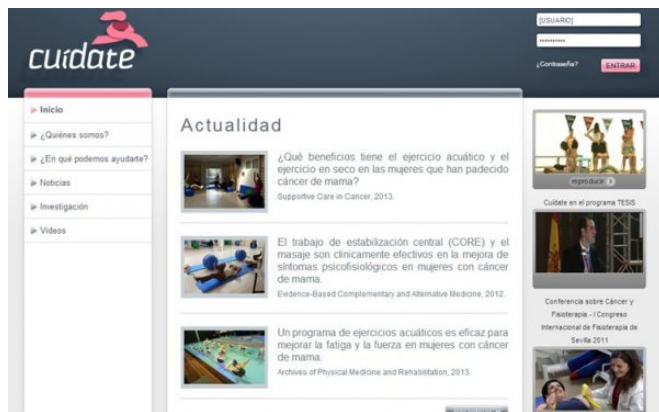 cuídate
[USUARIO]
••••••••••
¿Contraseña?
ENTRAR
Inicio
¿Quiénes somos?
¿En qué podemos ayudarte?
Noticias
Investigación
Videos
Actualidad
¿Qué beneficios tiene el ejercicio acuático y el
ejercicio en seco en las mujeres que han padecido
cáncer de mama?
Supportive Care in Cancer, 2013.
El trabajo de estabilización central (CORE) y el
masaje son clinicamente efectivos en la mejora de
síntomas psicofisiológicos en mujeres con cáncer
de mama.
Evidence-Based Complementary and Alternative Medicine, 2012.
Un programa de ejercicios acuáticos es eficaz para
mejorar la fatiga y la fuerza en mujeres con cáncer
de mama.
Archives of Physical Medicine and Rehabilitation, 2013.
reproducir
Cuídate en el programa TESIS
Conferencia sobre Cáncer y
Fisioterapia - I Congreso
Internacional de Fisioterapia de
Sevilla 2011